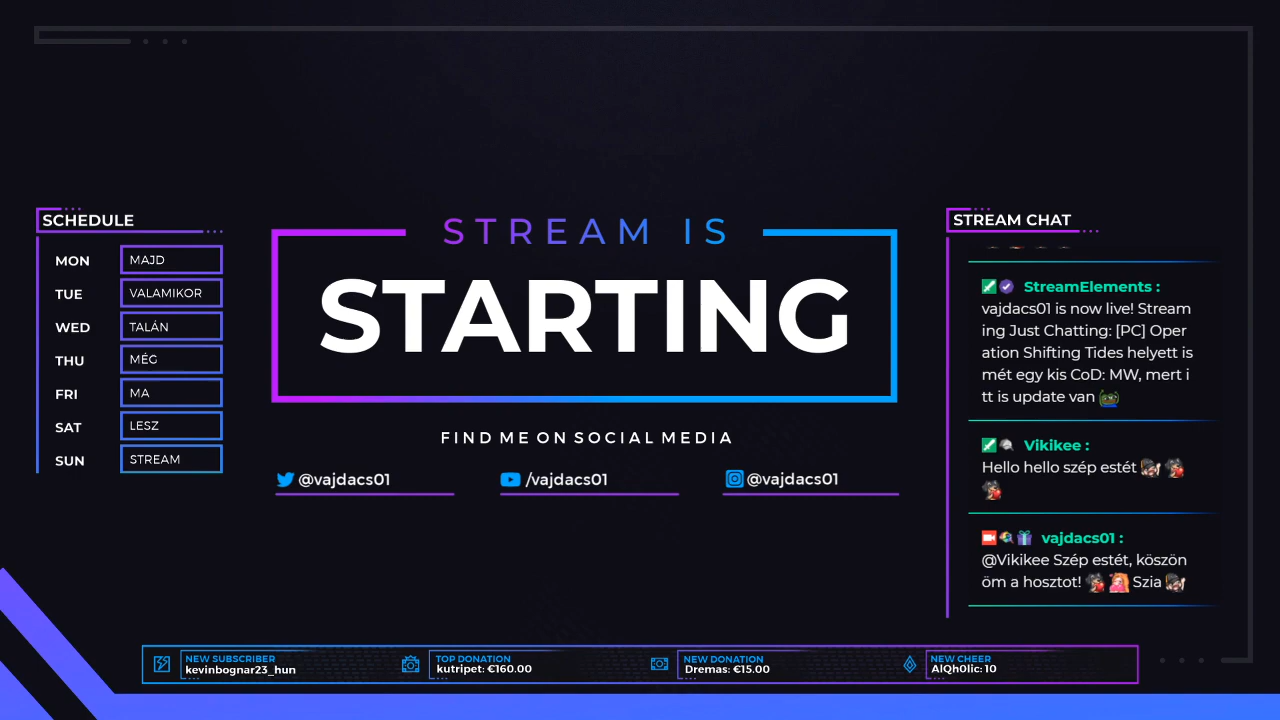 SCHEDULE
MON MAJD
TUE VALAMIKOR
WED TALÁN
THU MÉG
FRI MA
SAT LESZ
SUN STREAM
STREAM IS
STARTING
FIND ME ON SOCIAL MEDIA
@vajdacs01 /vajdacs01 @vajdacs01
STREAM CHAT
StreamElements :
vajdacs01 is now live! Stream
ing Just Chatting: [PC] Oper
ation Shifting Tides helyett is
mét egy kis CoD: MW, mert i
tt is update van
Vikikee :
Hello hello szép estét
vajdacs01 :
@Vikikee Szép estét, köszön
öm a hosztot! Szia
NEW SUBSCRIBER
kevinbognar23_hun
TOP DONATION
kutripet: €160.00
NEW DONATION
Dremas: €15.00
NEW CHEER
AlQh0lic: 10